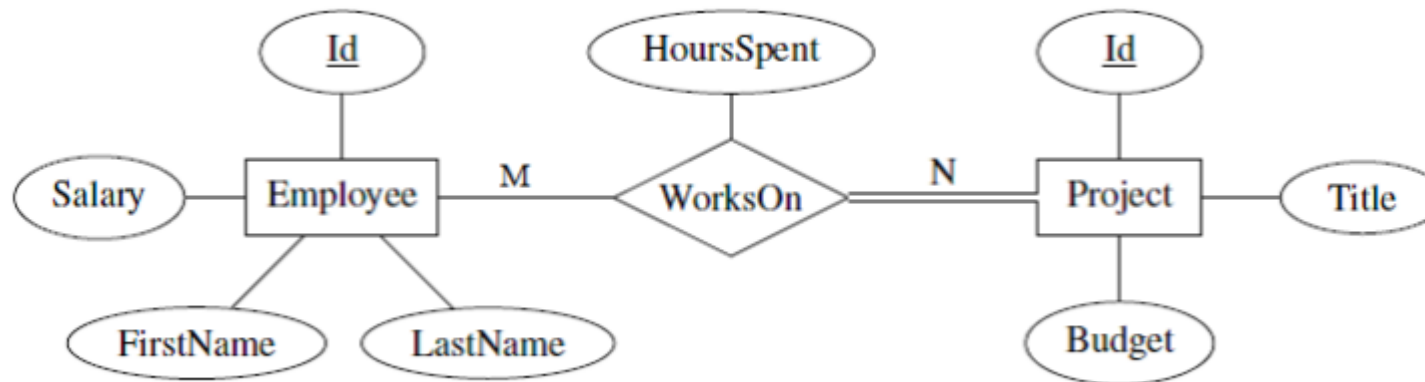 Id
HoursSpent
Id
Salary
Employee
M
WorksOn
N
Project
Title
FirstName
LastName
Budget